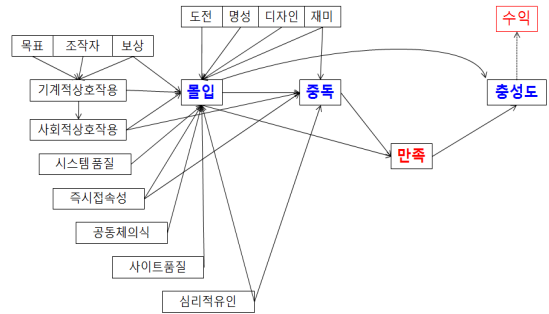 도전 명성 디자인 재미
수익
목표 조작자 보상
기계적상호작용
몰입
중독
충성도
사회적상호작용
만족
시스템품질
즉시접속성
공동체의식
사이트품질
심리적유인